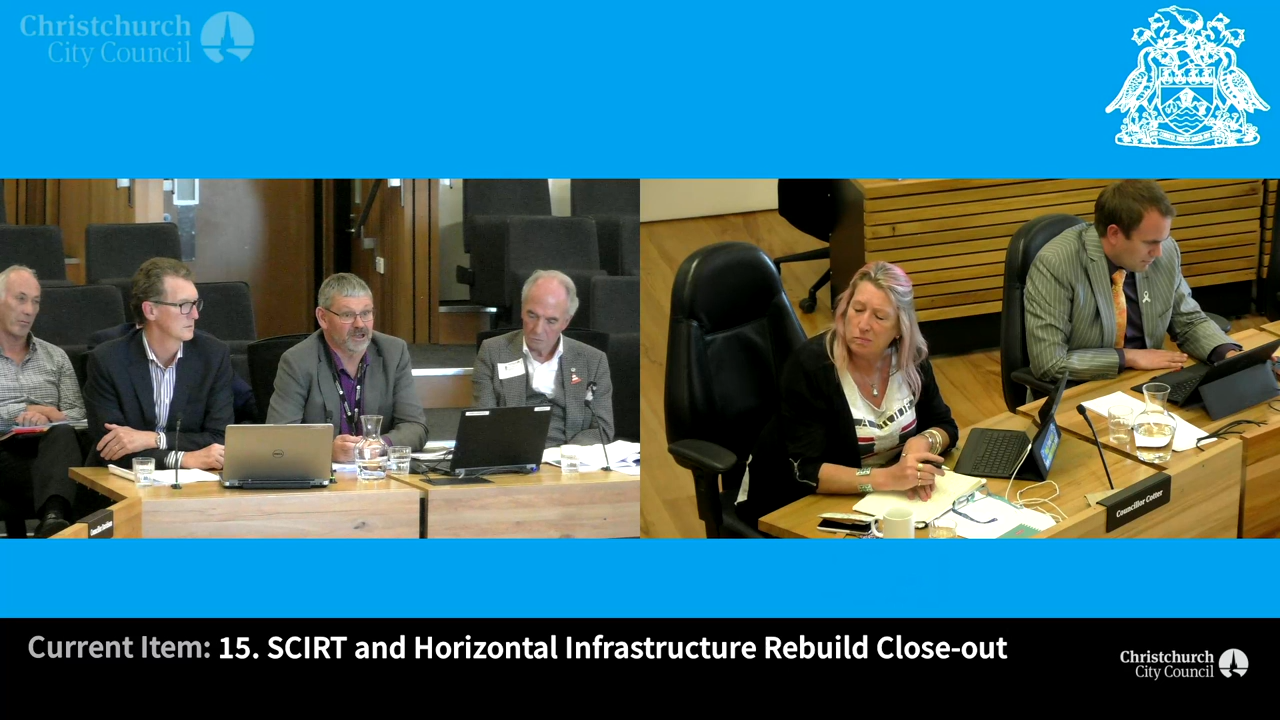 Christchurch
City Council
Councillor Cotter
Current Item: 15. SCIRT and Horizontal Infrastructure Rebuild Close-out
Christchurch
City Council